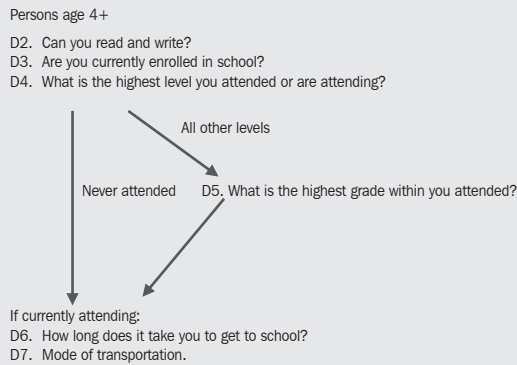 Persons age 4+
D2. Can you read and write?
D3. Are you currently enrolled in school?
D4. What is the highest level you attended or are attending?
All other levels
Never attended
D5. What is the highest grade within you attended?
If currently attending:
D6. How long does it take you to get to school?
D7. Mode of transportation.